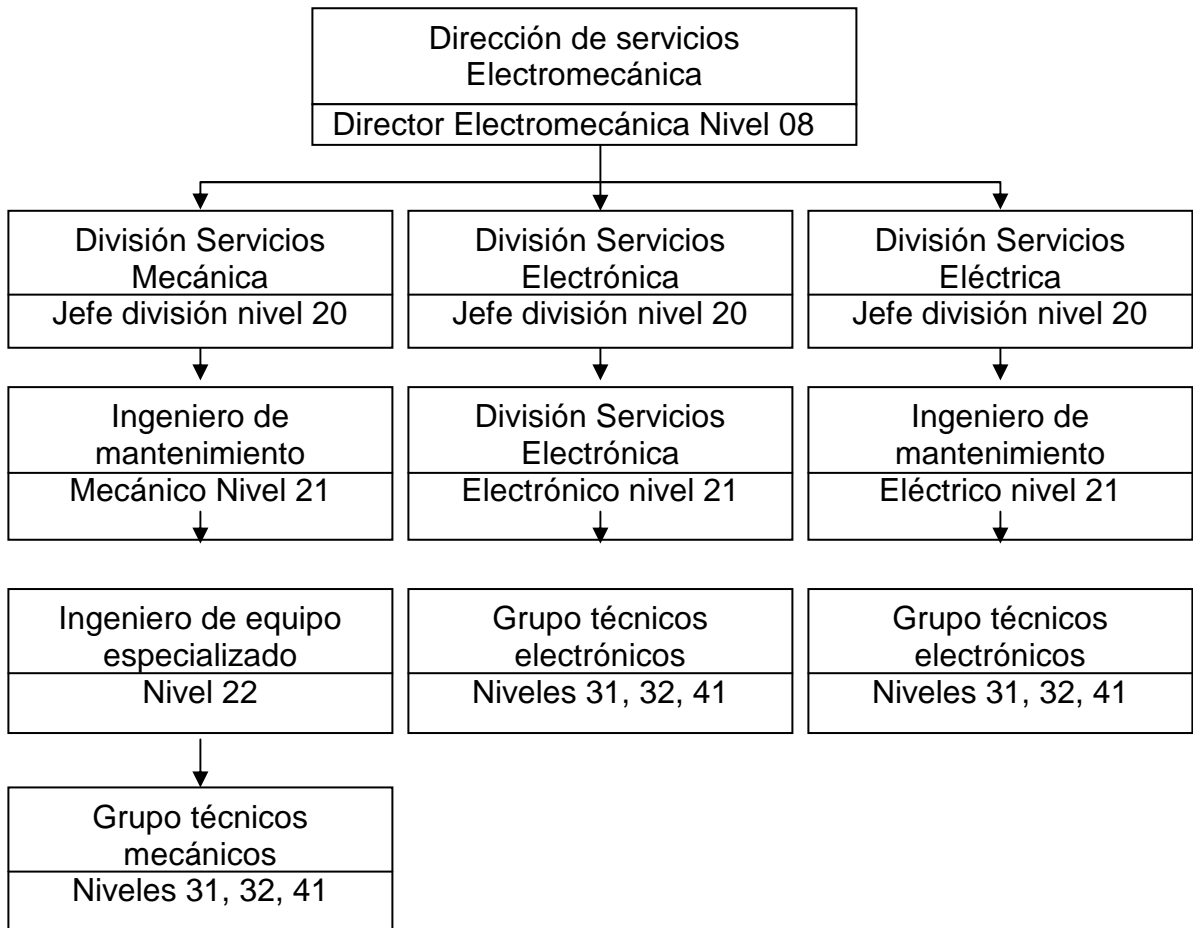 Dirección de servicios
Electromecánica
Director Electromecánica Nivel 08
División Servicios
Mecánica
Jefe división nivel 20
División Servicios
Electrónica
Jefe división nivel 20
División Servicios
Eléctrica
Jefe división nivel 20
Ingeniero de
mantenimiento
Mecánico Nivel 21
División Servicios
Electrónica
Electrónico nivel 21
Ingeniero de
mantenimiento
Eléctrico nivel 21
Ingeniero de equipo
especializado
Nivel 22
Grupo técnicos
electrónicos
Niveles 31, 32, 41
Grupo técnicos
electrónicos
Niveles 31, 32, 41
Grupo técnicos
mecánicos
Niveles 31, 32, 41